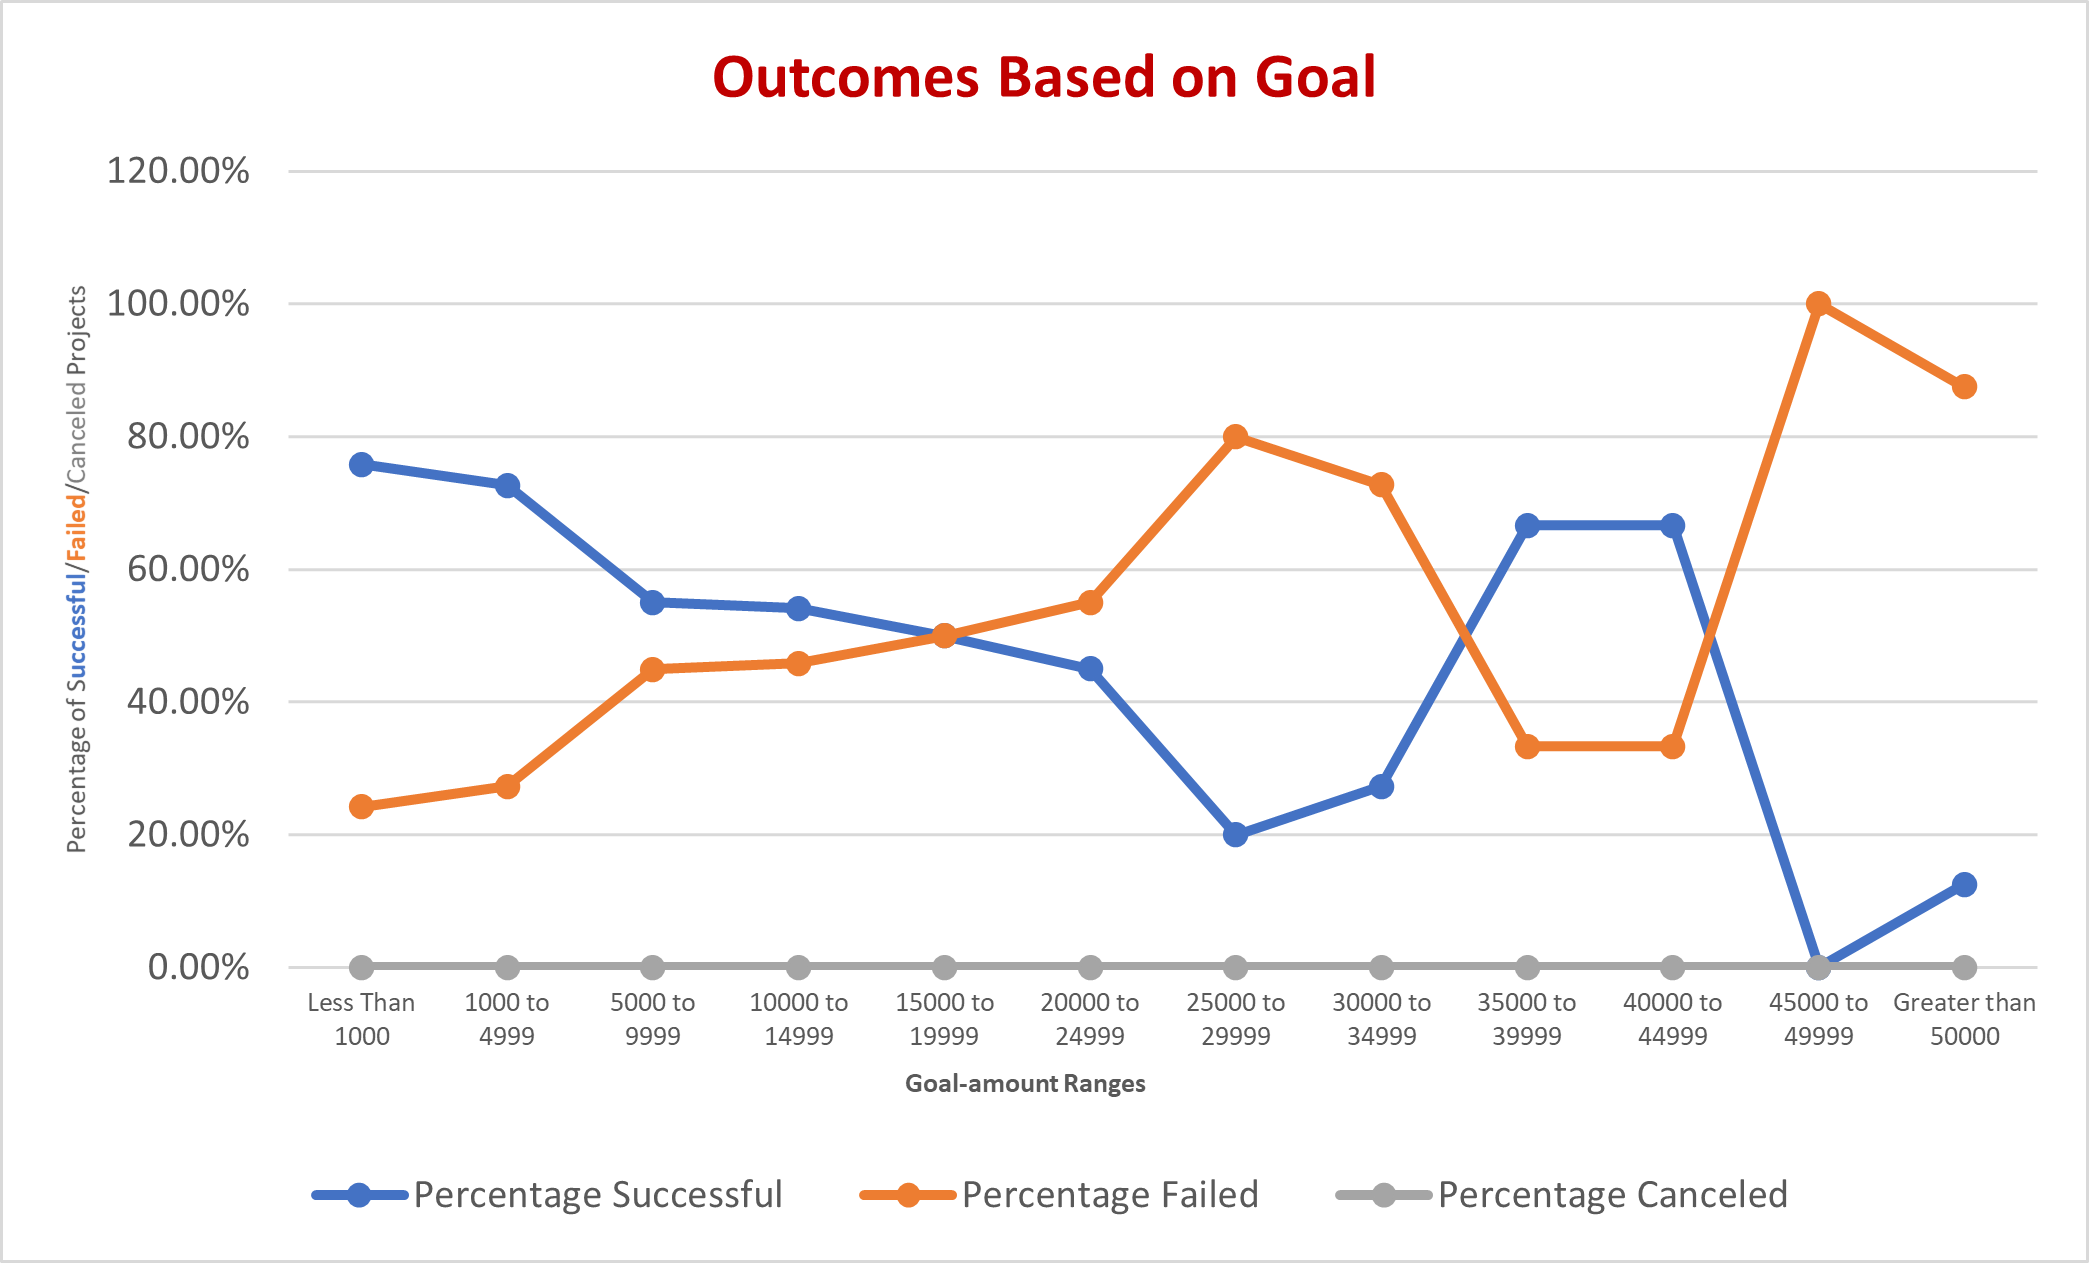 Outcomes Based on Goal
120.00%
100.00%
80.00%
60.00%
40.00%
20.00%
0.00%
Percentage of Successful/Failed/Canceled Projects
Less Than 1000 to 5000 to 10000 to 15000 to 20000 to 25000 to 30000 to 35000 to 40000 to 45000 to Greater than
1000 4999 9999 14999 19999 24999 29999 34999 39999 44999 49999 50000
Goal-amount Ranges
Percentage Successful Percentage Failed Percentage Canceled